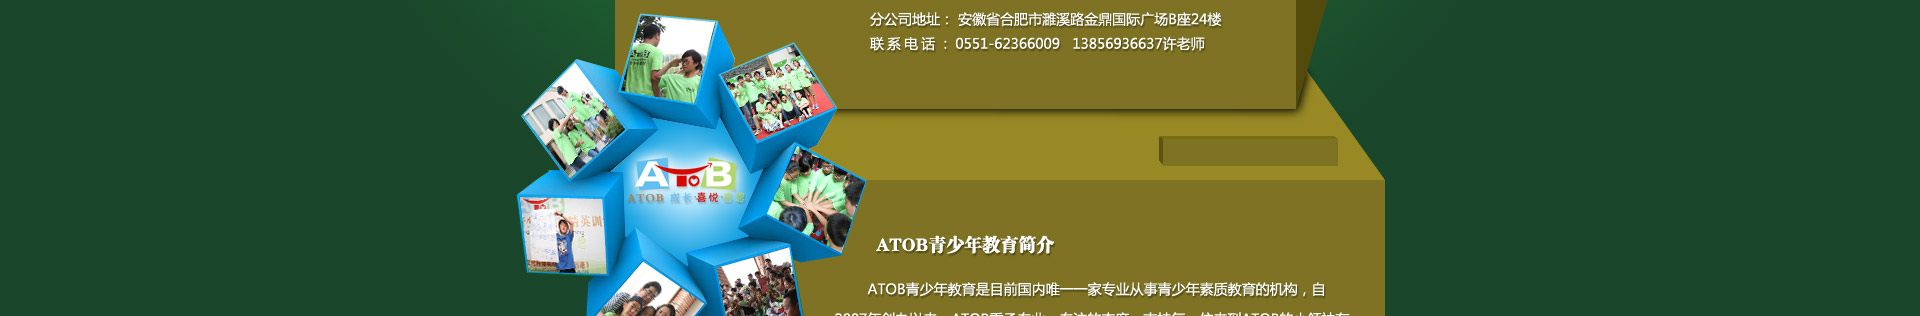 分公司地址： 安徽省合肥市濉溪路金鼎国际广场B座24楼
联 系 电 话 ： 0551-62366009 13856936637许老师
ATOB
ATOB 成长·喜悦
精英训
ATOB青少年教育简介
ATOB青少年教育是目前国内唯一一家专业从事青少年素质教育的机构，自